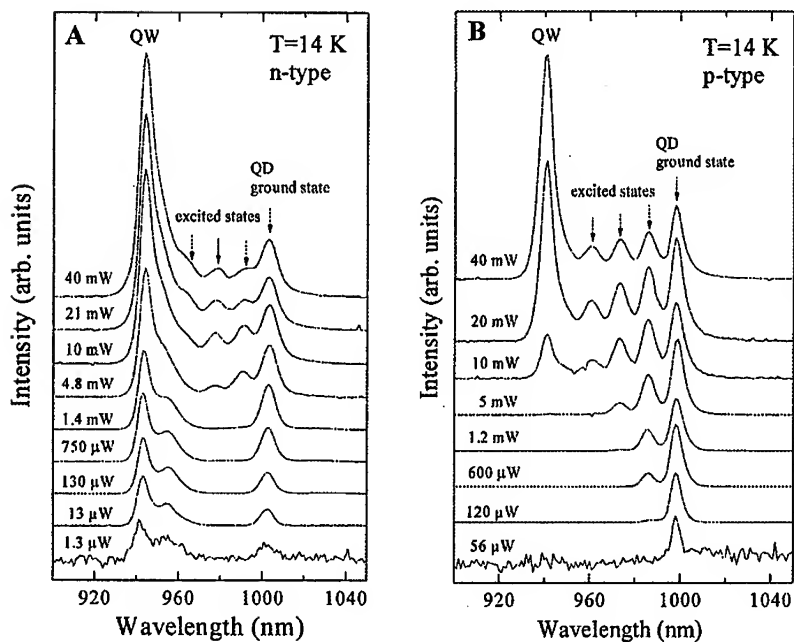 A
QW
T=14 K
n-type
QD
ground state
excited states
40 mW
21 mW
10 mW
4.8 mW
1.4 mW
750 µW
130 µW
13 µW
1.3 µW
920
960
1000
1040
Wavelength (nm)
Intensity (arb. units)
B
QW
T=14 K
p-type
QD
ground state
excited states
40 mW
20 mW
10 mW
5 mW
1.2 mW
600 µW
120 µW
56 µW
920
960
1000
1040
Wavelength (nm)
Intensity (arb. units)